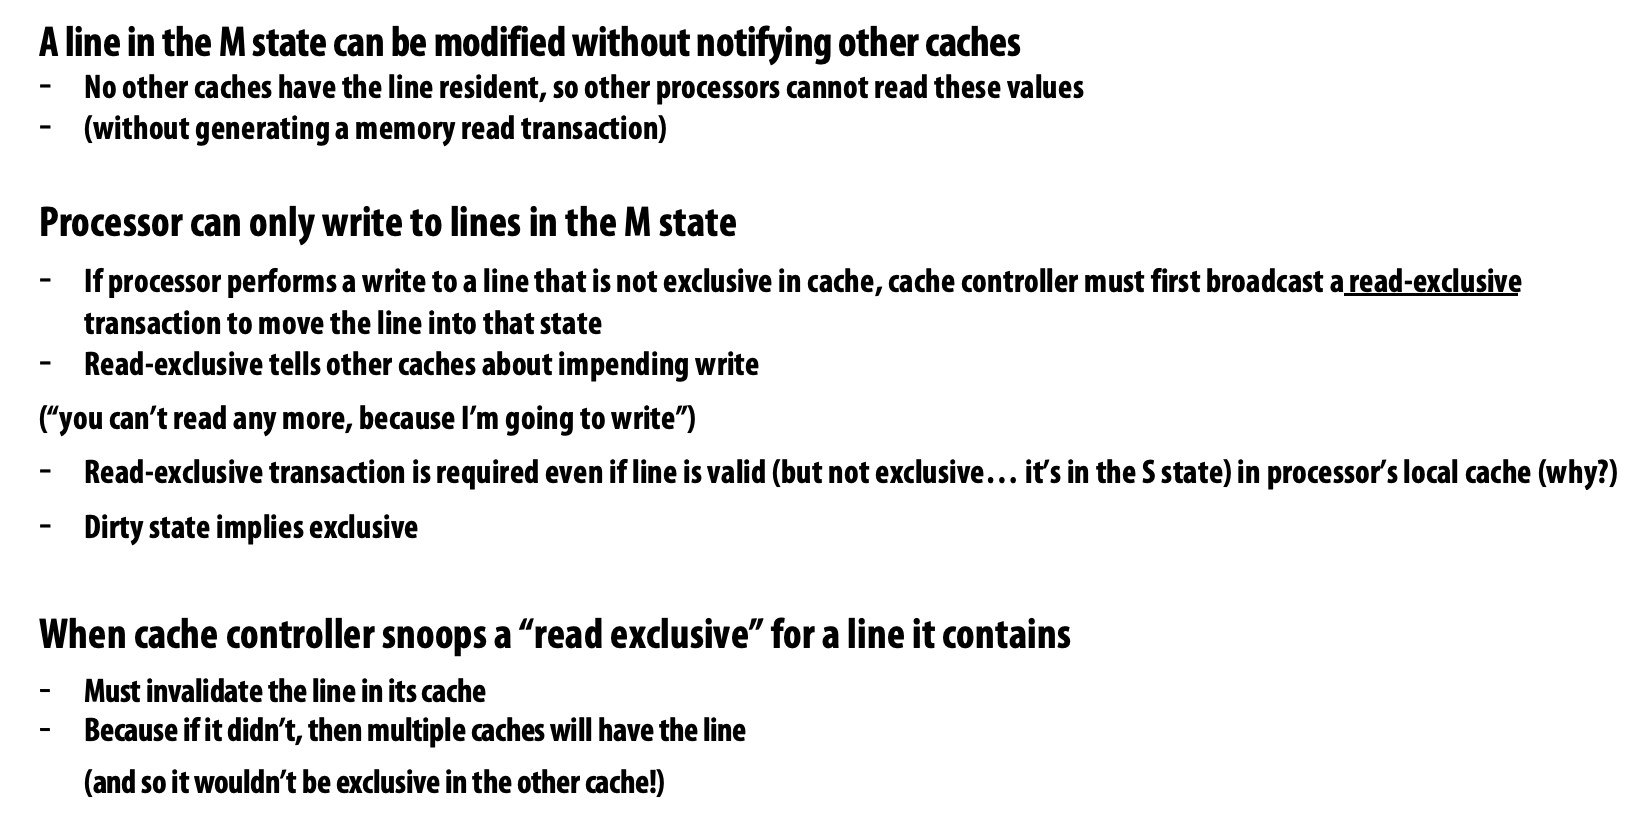 A line in the M state can be modified without notifying other caches
- No other caches have the line resident, so other processors cannot read these values
- (without generating a memory read transaction)
Processor can only write to lines in the M state
- If processor performs a write to a line that is not exclusive in cache, cache controller must first broadcast a read-exclusive
transaction to move the line into that state
- Read-exclusive tells other caches about impending write
(“you can’t read any more, because I’m going to write”)
- Read-exclusive transaction is required even if line is valid (but not exclusive… it’s in the S state) in processor’s local cache (why?)
- Dirty state implies exclusive
When cache controller snoops a “read exclusive” for a line it contains
- Must invalidate the line in its cache
- Because if it didn’t, then multiple caches will have the line
(and so it wouldn’t be exclusive in the other cache!)